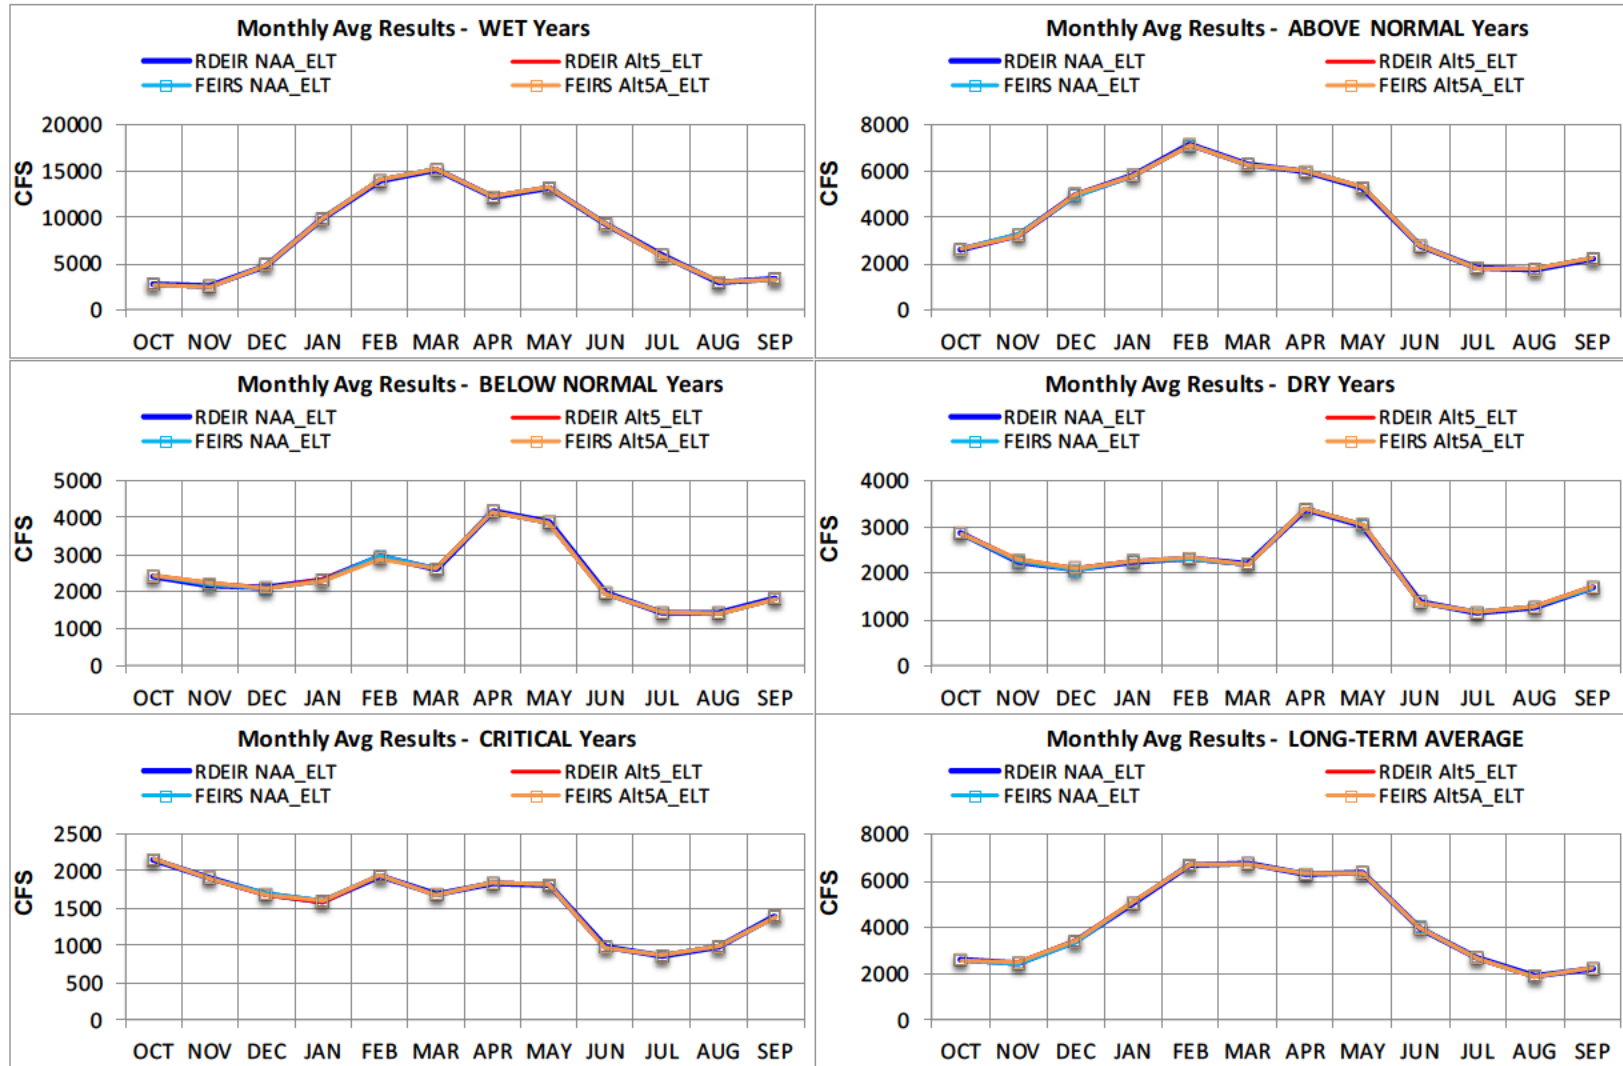 Monthly Avg Results - WET Years
RDEIR NAA_ELT RDEIR Alt5_ELT
FEIRS NAA_ELT FEIRS Alt5A_ELT
CFS
20000
15000
10000
5000
0
OCT NOV DEC JAN FEB MAR APR MAY JUN JUL AUG SEP
Monthly Avg Results - ABOVE NORMAL Years
RDEIR NAA_ELT RDEIR Alt5_ELT
FEIRS NAA_ELT FEIRS Alt5A_ELT
CFS
8000
6000
4000
2000
0
OCT NOV DEC JAN FEB MAR APR MAY JUN JUL AUG SEP
Monthly Avg Results - BELOW NORMAL Years
RDEIR NAA_ELT RDEIR Alt5_ELT
FEIRS NAA_ELT FEIRS Alt5A_ELT
CFS
5000
4000
3000
2000
1000
0
OCT NOV DEC JAN FEB MAR APR MAY JUN JUL AUG SEP
Monthly Avg Results - DRY Years
RDEIR NAA_ELT RDEIR Alt5_ELT
FEIRS NAA_ELT FEIRS Alt5A_ELT
CFS
4000
3000
2000
1000
0
OCT NOV DEC JAN FEB MAR APR MAY JUN JUL AUG SEP
Monthly Avg Results - CRITICAL Years
RDEIR NAA_ELT RDEIR Alt5_ELT
FEIRS NAA_ELT FEIRS Alt5A_ELT
CFS
2500
2000
1500
1000
500
0
OCT NOV DEC JAN FEB MAR APR MAY JUN JUL AUG SEP
Monthly Avg Results - LONG-TERM AVERAGE
RDEIR NAA_ELT RDEIR Alt5_ELT
FEIRS NAA_ELT FEIRS Alt5A_ELT
CFS
8000
6000
4000
2000
0
OCT NOV DEC JAN FEB MAR APR MAY JUN JUL AUG SEP